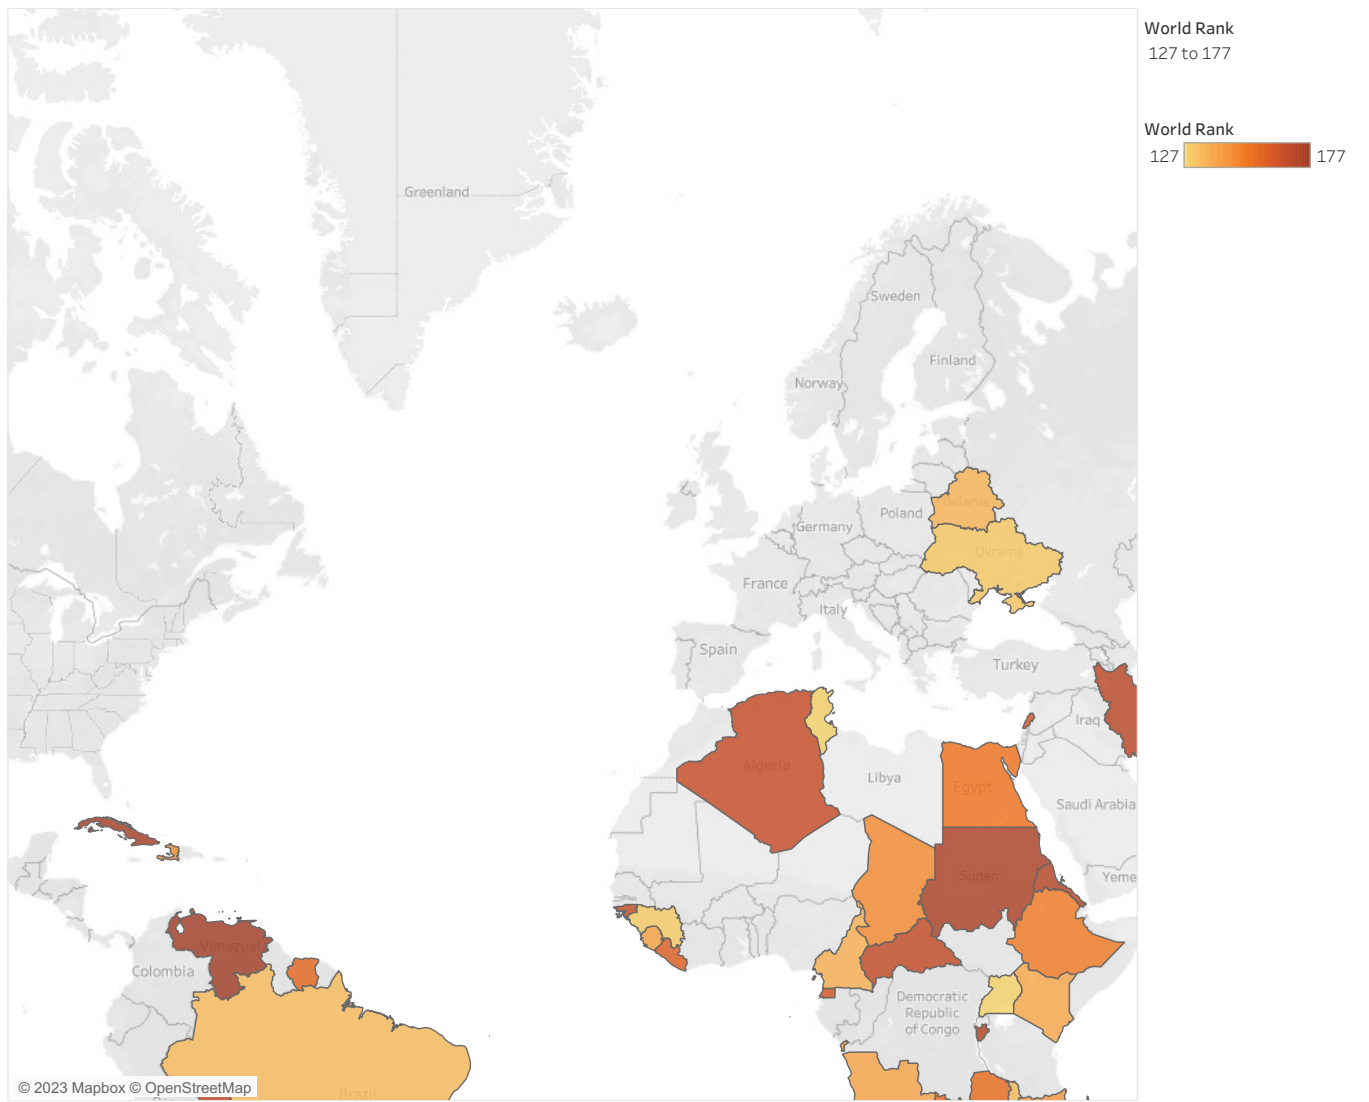 World Rank
127 to 177
World Rank
127
177
Greenland
Sweden
Finland
Norway
Belarus
Poland
Germany
Ukraine
France
Italy
Spain
Turkey
Iraq
Algeria
Libya
Egypt
Saudi Arabia
Sudan
Yeme
Venezuela
Colombia
Democratic
Republic
of Congo
Brazil
© 2023 Mapbox © OpenStreetMap